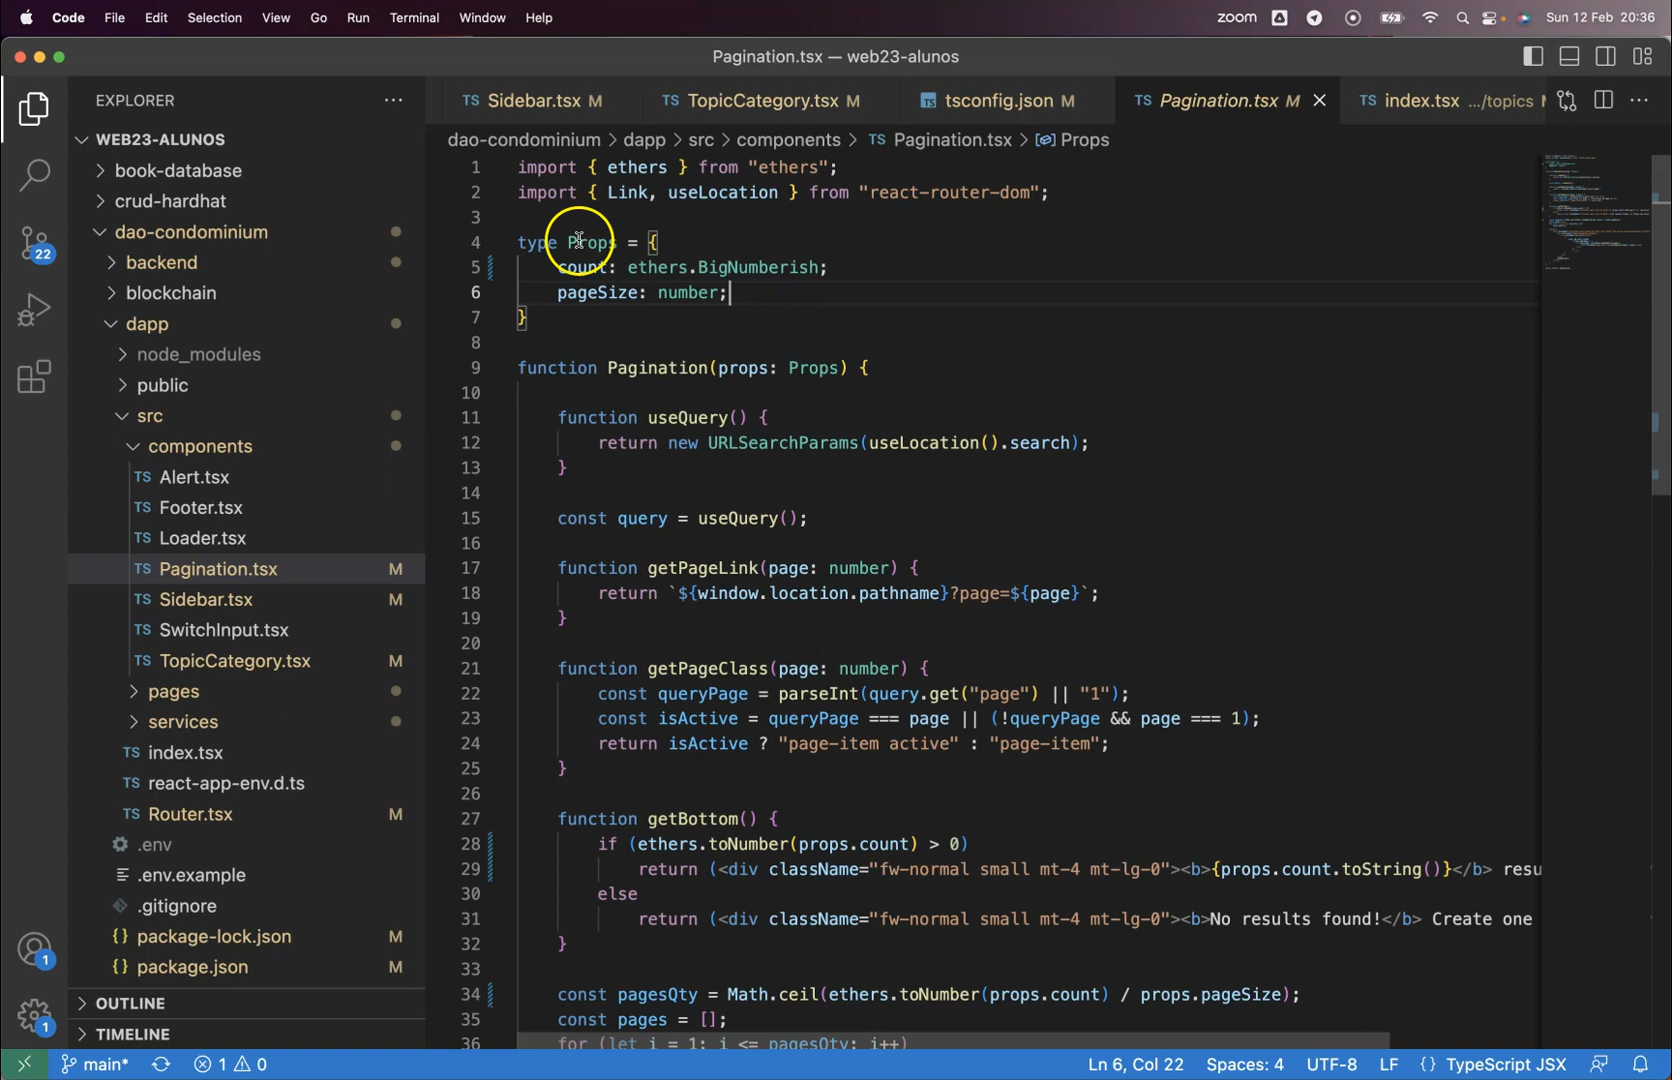 Code File Edit Selection View Go Run Terminal Window Help zoom Sun 12 Feb 20:36
Pagination.tsx — web23-alunos
EXPLORER
TS Sidebar.tsx M TS TopicCategory.tsx M tsconfig.json M TS Pagination.tsx M TS index.tsx .../topics
WEB23-ALUNOS
dao-condominium > dapp > src > components > TS Pagination.tsx > Props
book-database
crud-hardhat
dao-condominium
backend
blockchain
dapp
node_modules
public
src
components
TS Alert.tsx
TS Footer.tsx
TS Loader.tsx
TS Pagination.tsx M
TS Sidebar.tsx M
TS SwitchInput.tsx
TS TopicCategory.tsx M
pages
services
TS index.tsx
TS react-app-env.d.ts
TS Router.tsx M
.env
.env.example
.gitignore
{} package-lock.json M
{} package.json M
OUTLINE
TIMELINE
22
1
1
1 import { ethers } from "ethers";
2 import { Link, useLocation } from "react-router-dom";
3
4 type Props = {
5 count: ethers.BigNumberish;
6 pageSize: number;
7 }
8
9 function Pagination(props: Props) {
10
11 function useQuery() {
12 return new URLSearchParams(useLocation().search);
13 }
14
15 const query = useQuery();
16
17 function getPageLink(page: number) {
18 return `${window.location.pathname}?page=${page}`;
19 }
20
21 function getPageClass(page: number) {
22 const queryPage = parseInt(query.get("page") || "1");
23 const isActive = queryPage === page || (!queryPage && page === 1);
24 return isActive ? "page-item active" : "page-item";
25 }
26
27 function getBottom() {
28 if (ethers.toNumber(props.count) > 0)
29 return (<div className="fw-normal small mt-4 mt-lg-0"><b>{props.count.toString()}</b> resu
30 else
31 return (<div className="fw-normal small mt-4 mt-lg-0"><b>No results found!</b> Create one
32 }
33
34 const pagesQty = Math.ceil(ethers.toNumber(props.count) / props.pageSize);
35 const pages = [];
36 for (let i = 1; i <= pagesQty; i++)
main* 1 0 Ln 6, Col 22 Spaces: 4 UTF-8 LF {} TypeScript JSX